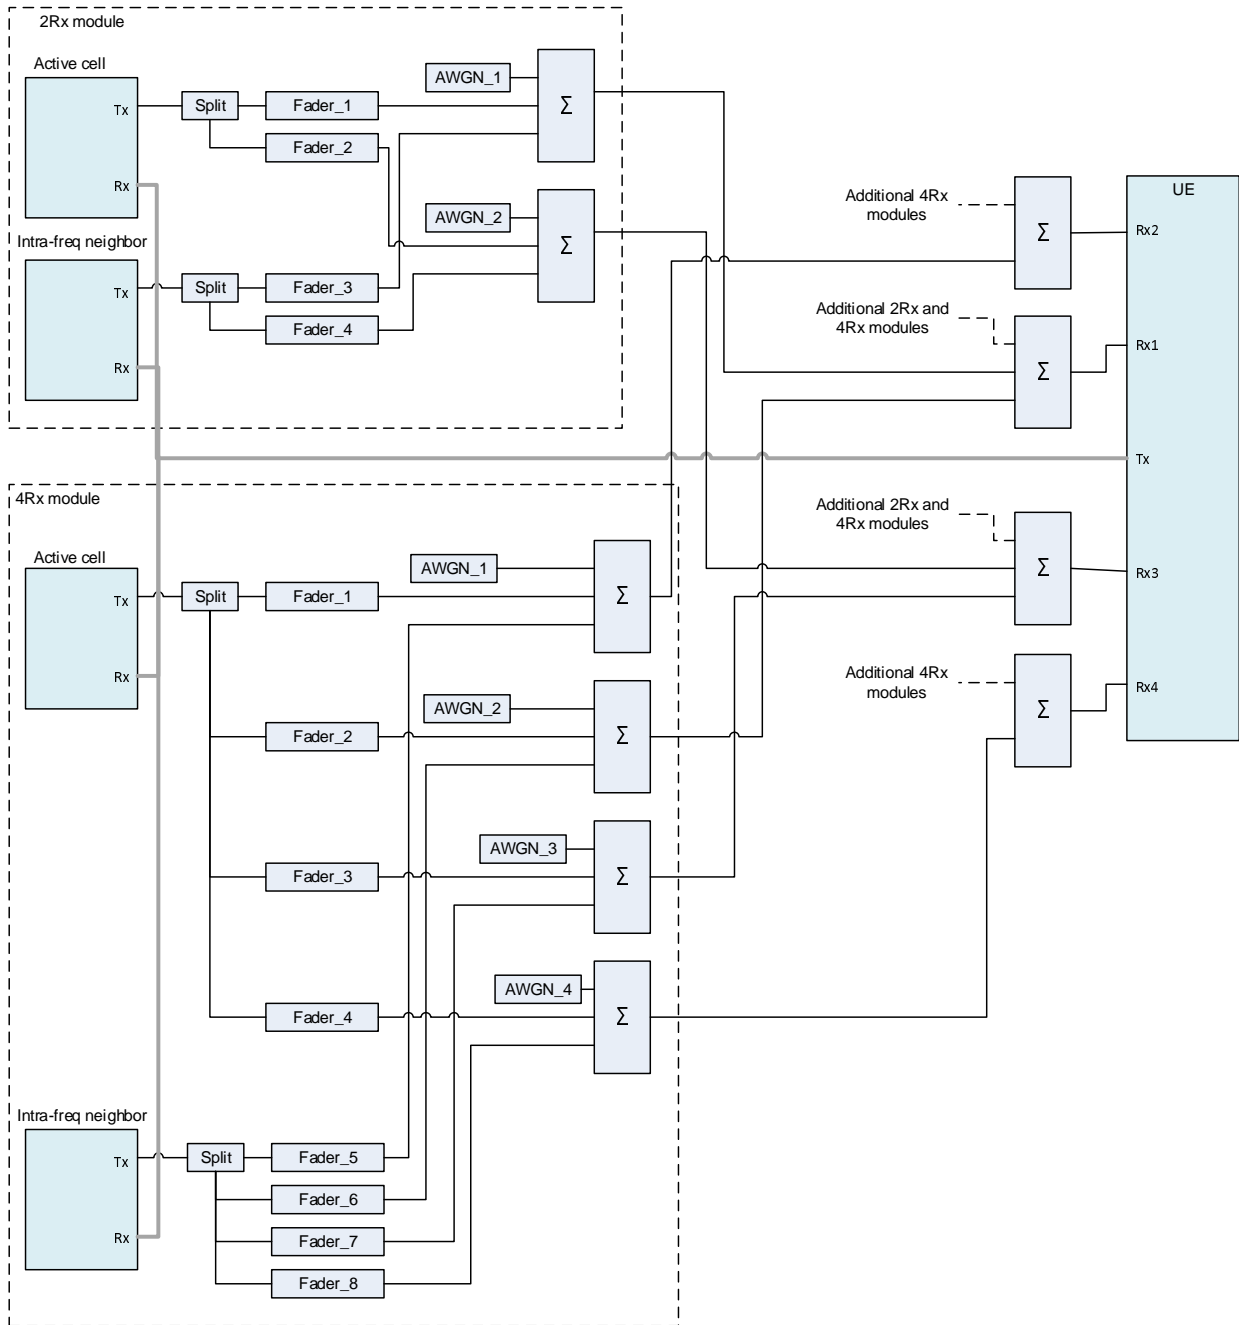 2Rx module
Active cell
Tx
Rx
Split
Fader_1
Fader_2
AWGN_1
Σ
Intra-freq neighbor
Tx
Rx
Split
Fader_3
Fader_4
AWGN_2
Σ
4Rx module
Active cell
Tx
Rx
Split
Fader_1
AWGN_1
Σ
Fader_2
AWGN_2
Σ
Fader_3
AWGN_3
Σ
Fader_4
AWGN_4
Σ
Intra-freq neighbor
Tx
Rx
Split
Fader_5
Fader_6
Fader_7
Fader_8
Additional 4Rx
modules
Σ
Additional 2Rx and
4Rx modules
Σ
Additional 2Rx and
4Rx modules
Σ
Additional 4Rx
modules
Σ
UE
Rx2
Rx1
Tx
Rx3
Rx4